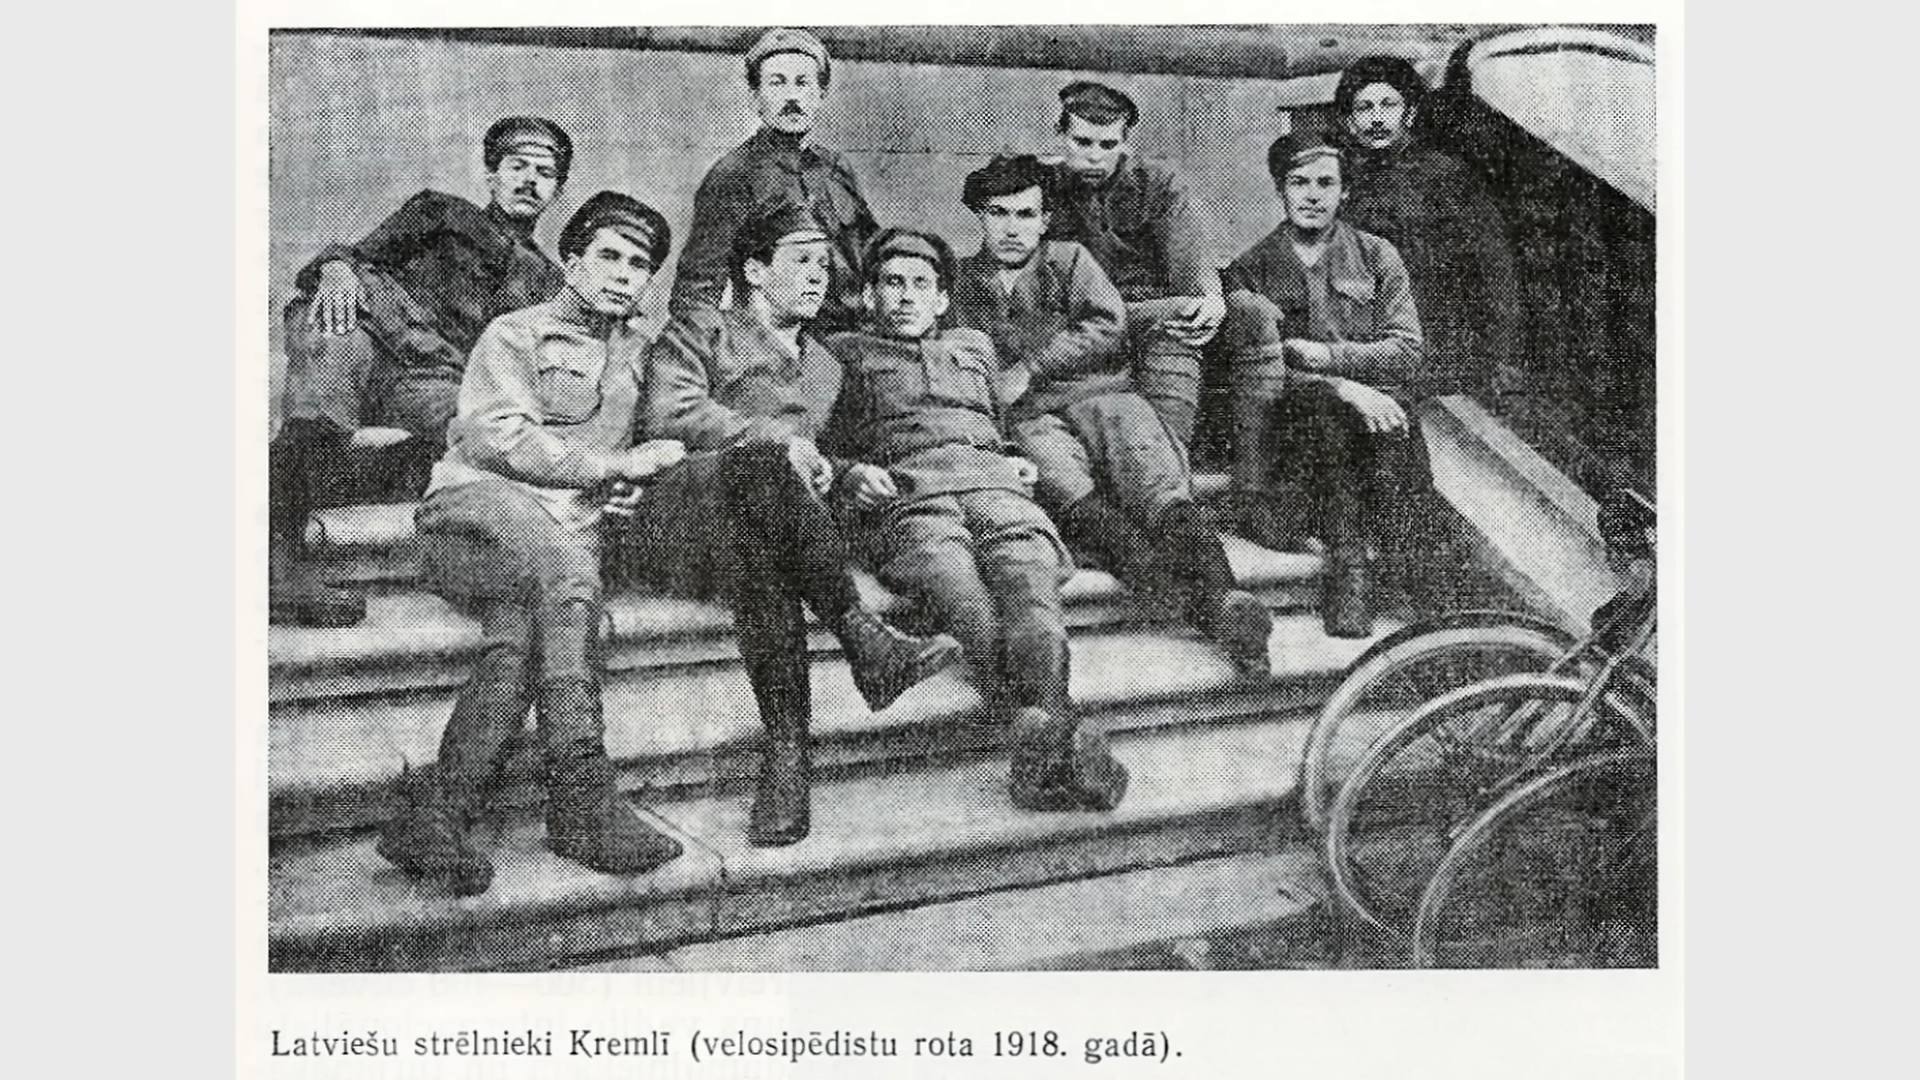 Latviešu strēlnieki Kremlī (velosipēdistu rota 1918. gadā).